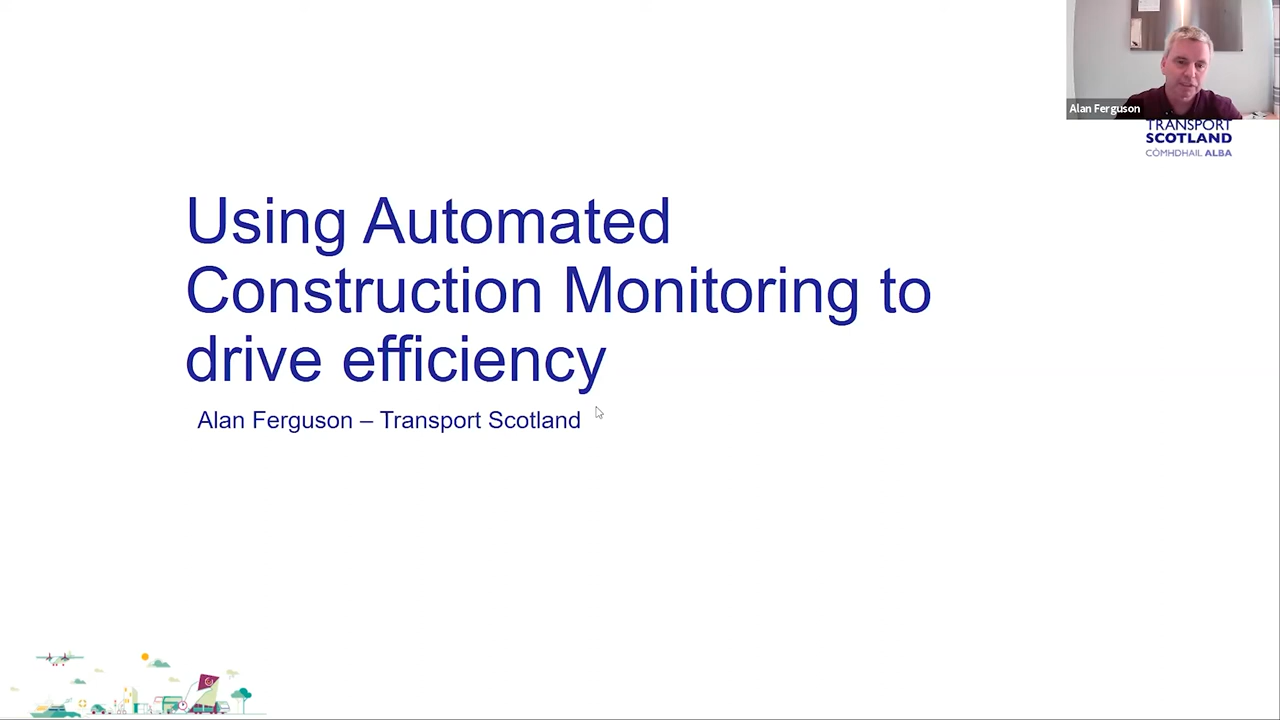 Alan Ferguson
TRANSPORT
SCOTLAND
CÒMHDHAIL ALBA
Using Automated
Construction Monitoring to
drive efficiency
Alan Ferguson – Transport Scotland